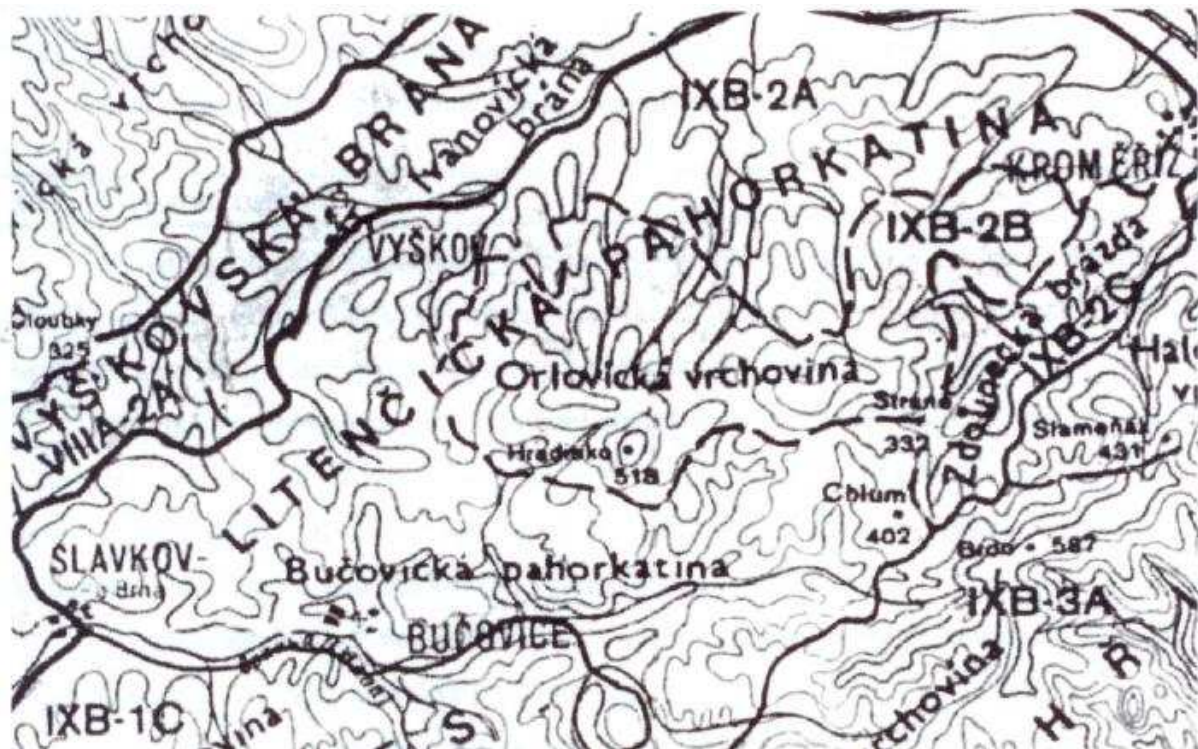 VYŠKOVSKÁ BRÁNA
Ivanovická
brána
IXB-2A
LITENČICKÁ PAHORKATINA
KROMĚŘÍŽ
VYŠKOV
IXB-2B
Zdounecká brázda
IXB-2C
325
VIIIA-2A
Orlovická vrchovina
Strana
332
Hradisko
518
431
Chlum
402
SLAVKOV
u Brna
Bučovická pahorkatina
Brdo 587
IXB-3A
BUČOVICE
IXB-1C